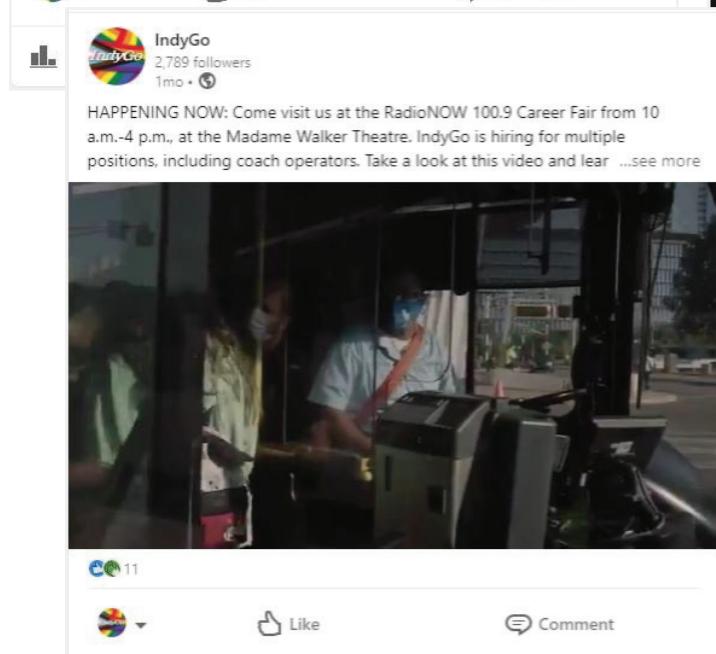 IndyGo
IndyGo
2,789 followers
1mo •
HAPPENING NOW: Come visit us at the RadioNOW 100.9 Career Fair from 10
a.m.-4 p.m., at the Madame Walker Theatre. IndyGo is hiring for multiple
positions, including coach operators. Take a look at this video and lear ...see more
11
Like
Comment